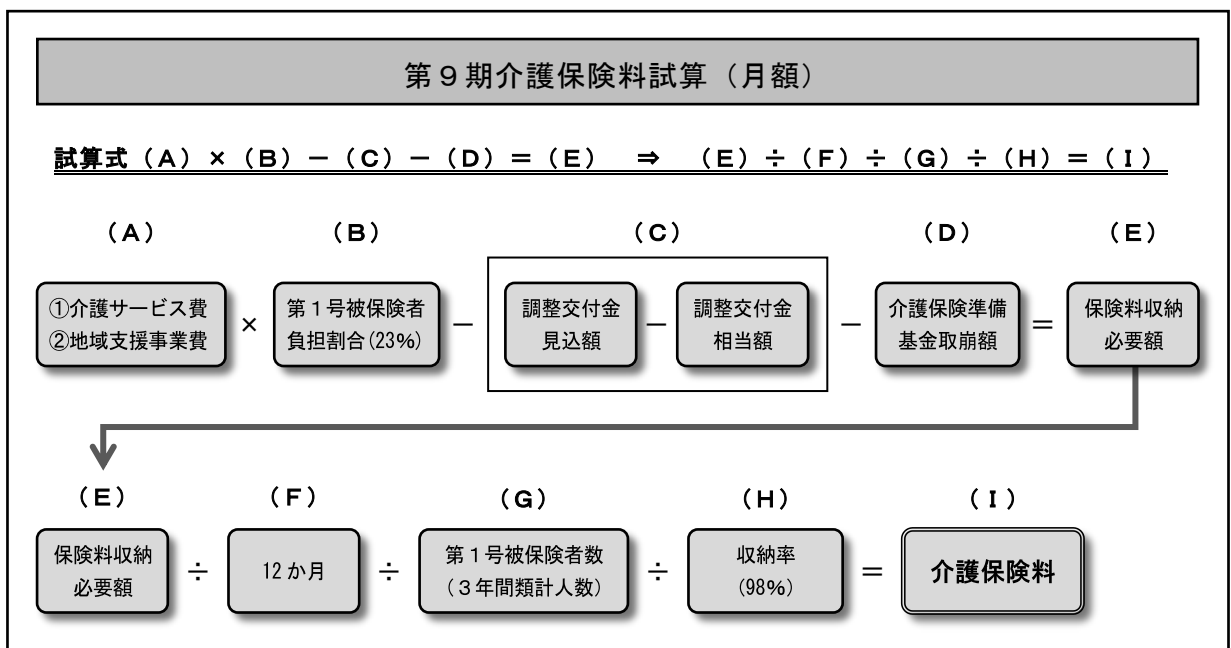 第９期介護保険料試算（月額）
試算式（Ａ）×（Ｂ）－（Ｃ）－（Ｄ）＝（Ｅ）　⇒　（Ｅ）÷（Ｆ）÷（Ｇ）÷（Ｈ）＝（Ｉ）
（Ａ）　（Ｂ）　（Ｃ）　（Ｄ）　（Ｅ）
①介護サービス費
②地域支援事業費
×
第１号被保険者
負担割合(23%)
－
調整交付金
見込額
－
調整交付金
相当額
－
介護保険準備
基金取崩額
＝
保険料収納
必要額
（Ｅ）　（Ｆ）　（Ｇ）　（Ｈ）　（Ｉ）
保険料収納
必要額
÷
12か月
÷
第１号被保険者数
（３年間類計人数）
÷
収納率
(98%)
＝
介護保険料